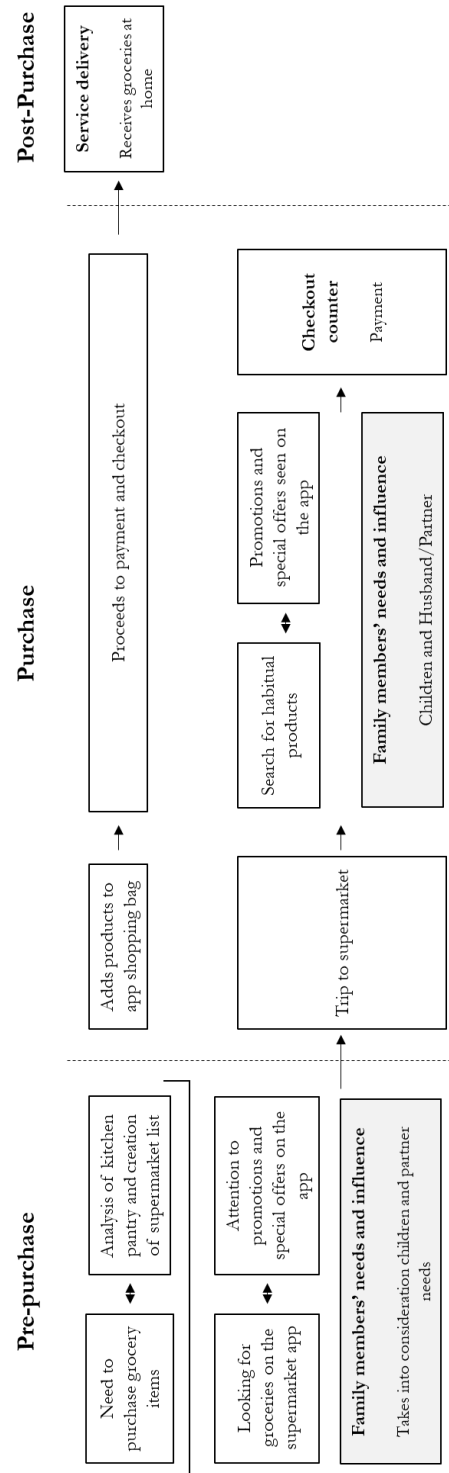 Pre-purchase
Purchase
Post-Purchase
Need to
purchase grocery
items
Analysis of kitchen
pantry and creation
of supermarket list
Adds products to
app shopping bag
Proceeds to payment and checkout
Service delivery
Receives groceries at
home
Looking for
groceries on the
supermarket app
Attention to
promotions and
special offers on the
app
Family members’ needs and influence
Takes into consideration children and partner
needs
Trip to supermarket
Search for habitual
products
Promotions and
special offers seen on
the app
Family members’ needs and influence
Children and Husband/Partner
Checkout
counter
Payment